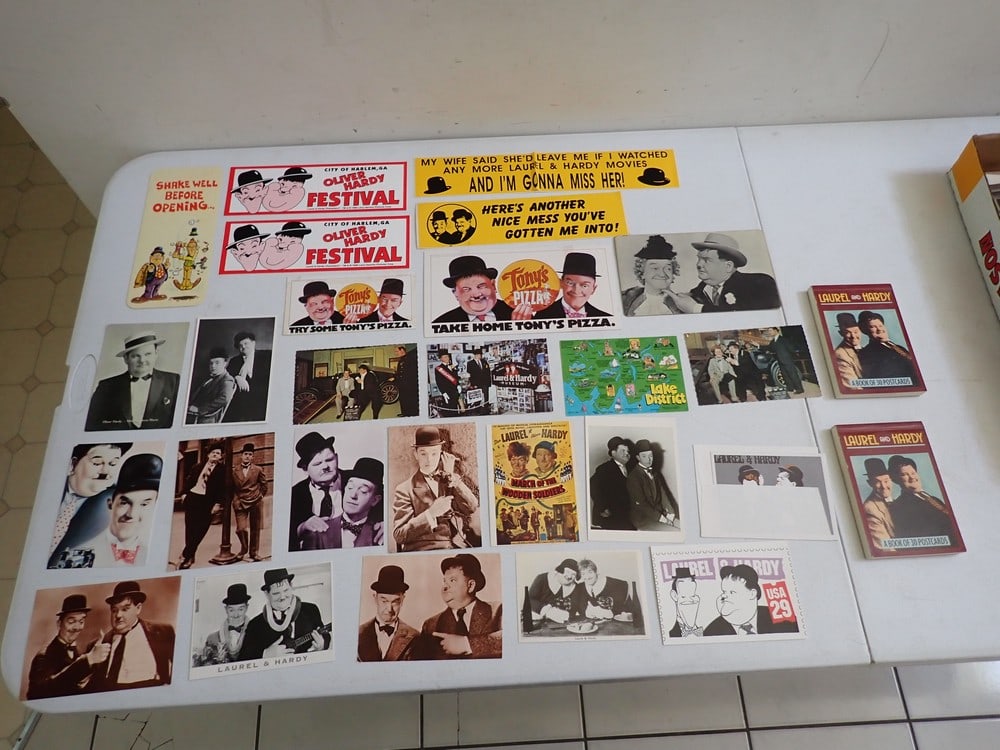 SHAKE WELL
BEFORE
OPENING...
CITY OF HARLEM, GA
OLIVER
HARDY
FESTIVAL
CITY OF HARLEM, GA
OLIVER
HARDY
FESTIVAL
MY WIFE SAID SHE'D LEAVE ME IF I WATCHED
ANY MORE LAUREL & HARDY MOVIES
AND I'M GONNA MISS HER!
HERE'S ANOTHER
NICE MESS YOU'VE
GOTTEN ME INTO!
Tony's
PIZZA
TRY SOME TONY'S PIZZA.
Tony's
PIZZA
TAKE HOME TONY'S PIZZA.
Laurel & Hardy
MUSEUM
Lake
District
LAUREL AND HARDY
A BOOK OF 30 POSTCARDS
LAUREL AND HARDY
A BOOK OF 30 POSTCARDS
LAUREL HARDY
MARCH OF THE
WOODEN SOLDIERS
LAUREL & HARDY
LAUREL & HARDY
LAUREL & HARDY
USA
29